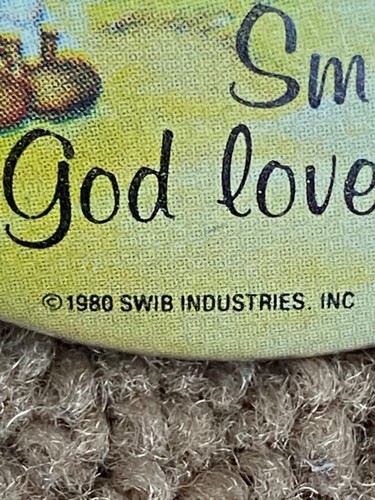 Sm
God love
©1980 SWIB INDUSTRIES. INC